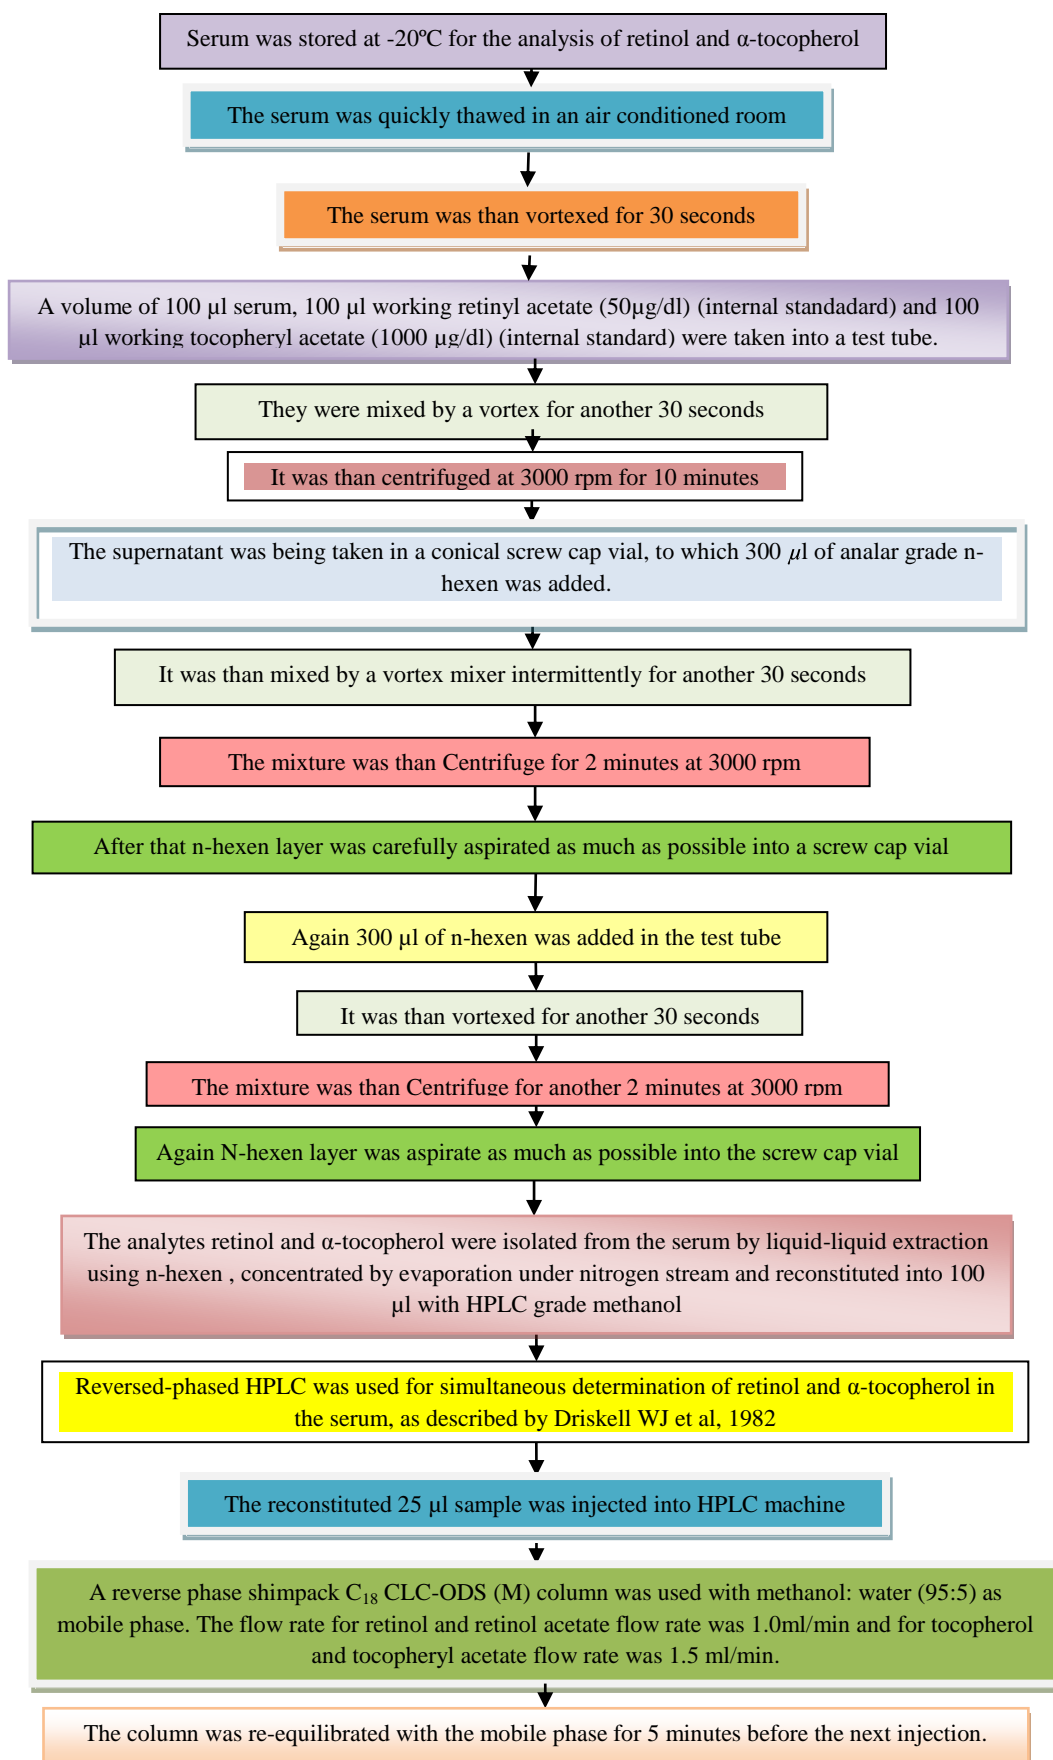 Serum was stored at -20ºC for the analysis of retinol and α-tocopherol
The serum was quickly thawed in an air conditioned room
The serum was than vortexed for 30 seconds
A volume of 100 µl serum, 100 µl working retinyl acetate (50µg/dl) (internal standadard) and 100
µl working tocopheryl acetate (1000 µg/dl) (internal standard) were taken into a test tube.
They were mixed by a vortex for another 30 seconds
It was than centrifuged at 3000 rpm for 10 minutes
The supernatant was being taken in a conical screw cap vial, to which 300 µl of analar grade n-
hexen was added.
It was than mixed by a vortex mixer intermittently for another 30 seconds
The mixture was than Centrifuge for 2 minutes at 3000 rpm
After that n-hexen layer was carefully aspirated as much as possible into a screw cap vial
Again 300 µl of n-hexen was added in the test tube
It was than vortexed for another 30 seconds
The mixture was than Centrifuge for another 2 minutes at 3000 rpm
Again N-hexen layer was aspirate as much as possible into the screw cap vial
The analytes retinol and α-tocopherol were isolated from the serum by liquid-liquid extraction
using n-hexen , concentrated by evaporation under nitrogen stream and reconstituted into 100
µl with HPLC grade methanol
Reversed-phased HPLC was used for simultaneous determination of retinol and α-tocopherol in
the serum, as described by Driskell WJ et al, 1982
The reconstituted 25 µl sample was injected into HPLC machine
A reverse phase shimpack C₁₈ CLC-ODS (M) column was used with methanol: water (95:5) as
mobile phase. The flow rate for retinol and retinol acetate flow rate was 1.0ml/min and for tocopherol
and tocopheryl acetate flow rate was 1.5 ml/min.
The column was re-equilibrated with the mobile phase for 5 minutes before the next injection.